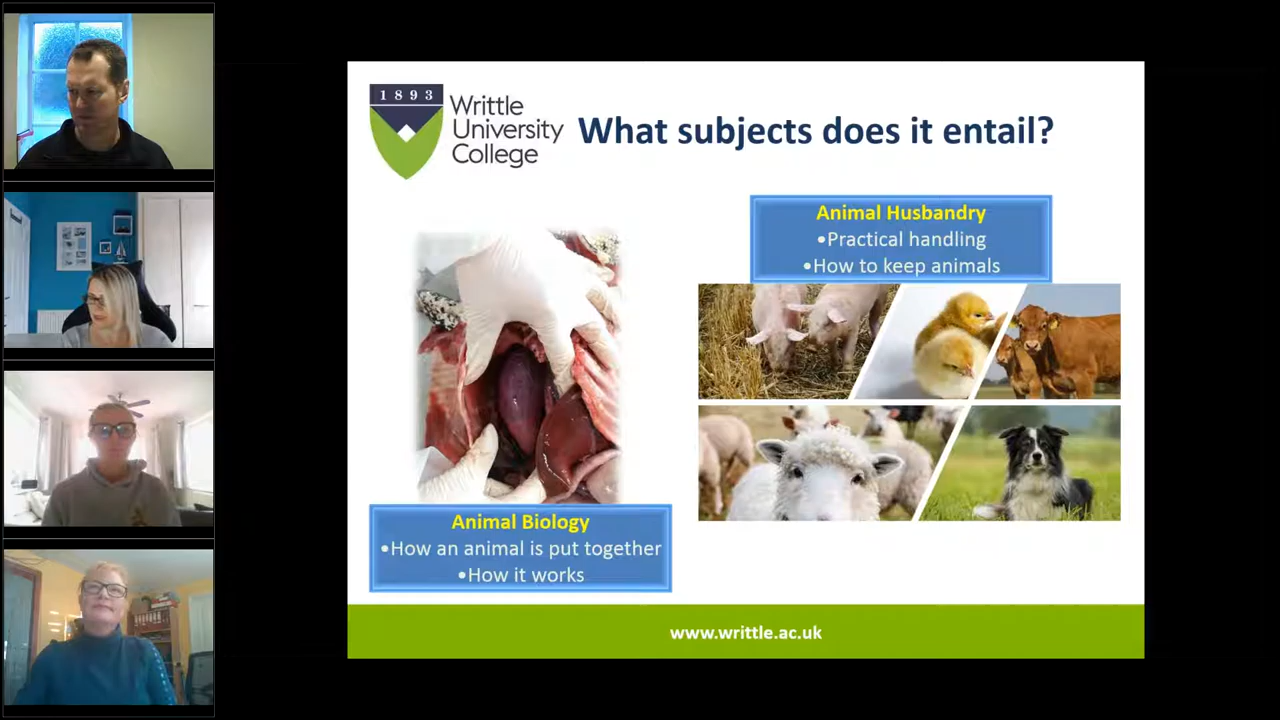 1893
Writtle
University
College
What subjects does it entail?
Animal Husbandry
•Practical handling
•How to keep animals
Animal Biology
•How an animal is put together
•How it works
www.writtle.ac.uk